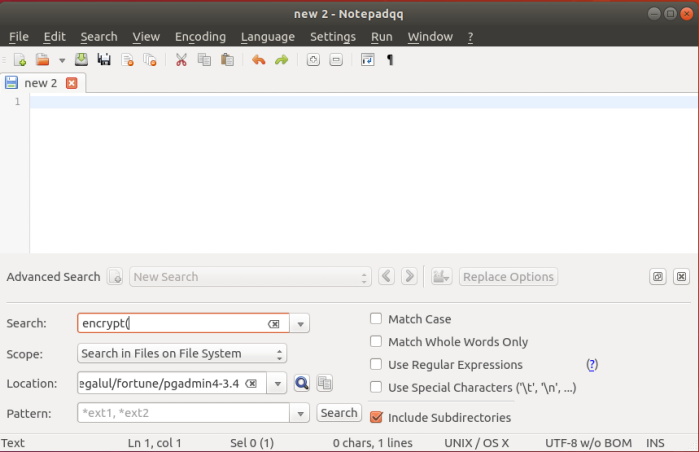 new 2 - Notepadqq
File Edit Search View Encoding Language Settings Run Window ?
new 2
1
Advanced Search New Search Replace Options
Search: encrypt(
Match Case
Match Whole Words Only
Scope: Search in Files on File System
Use Regular Expressions (?)
Location: egalul/fortune/pgadmin4-3.4
Use Special Characters ('\t', '\n', ...)
Pattern: *ext1, *ext2 Search
Include Subdirectories
Text Ln 1, col 1 Sel 0 (1) 0 chars, 1 lines UNIX / OS X UTF-8 w/o BOM INS